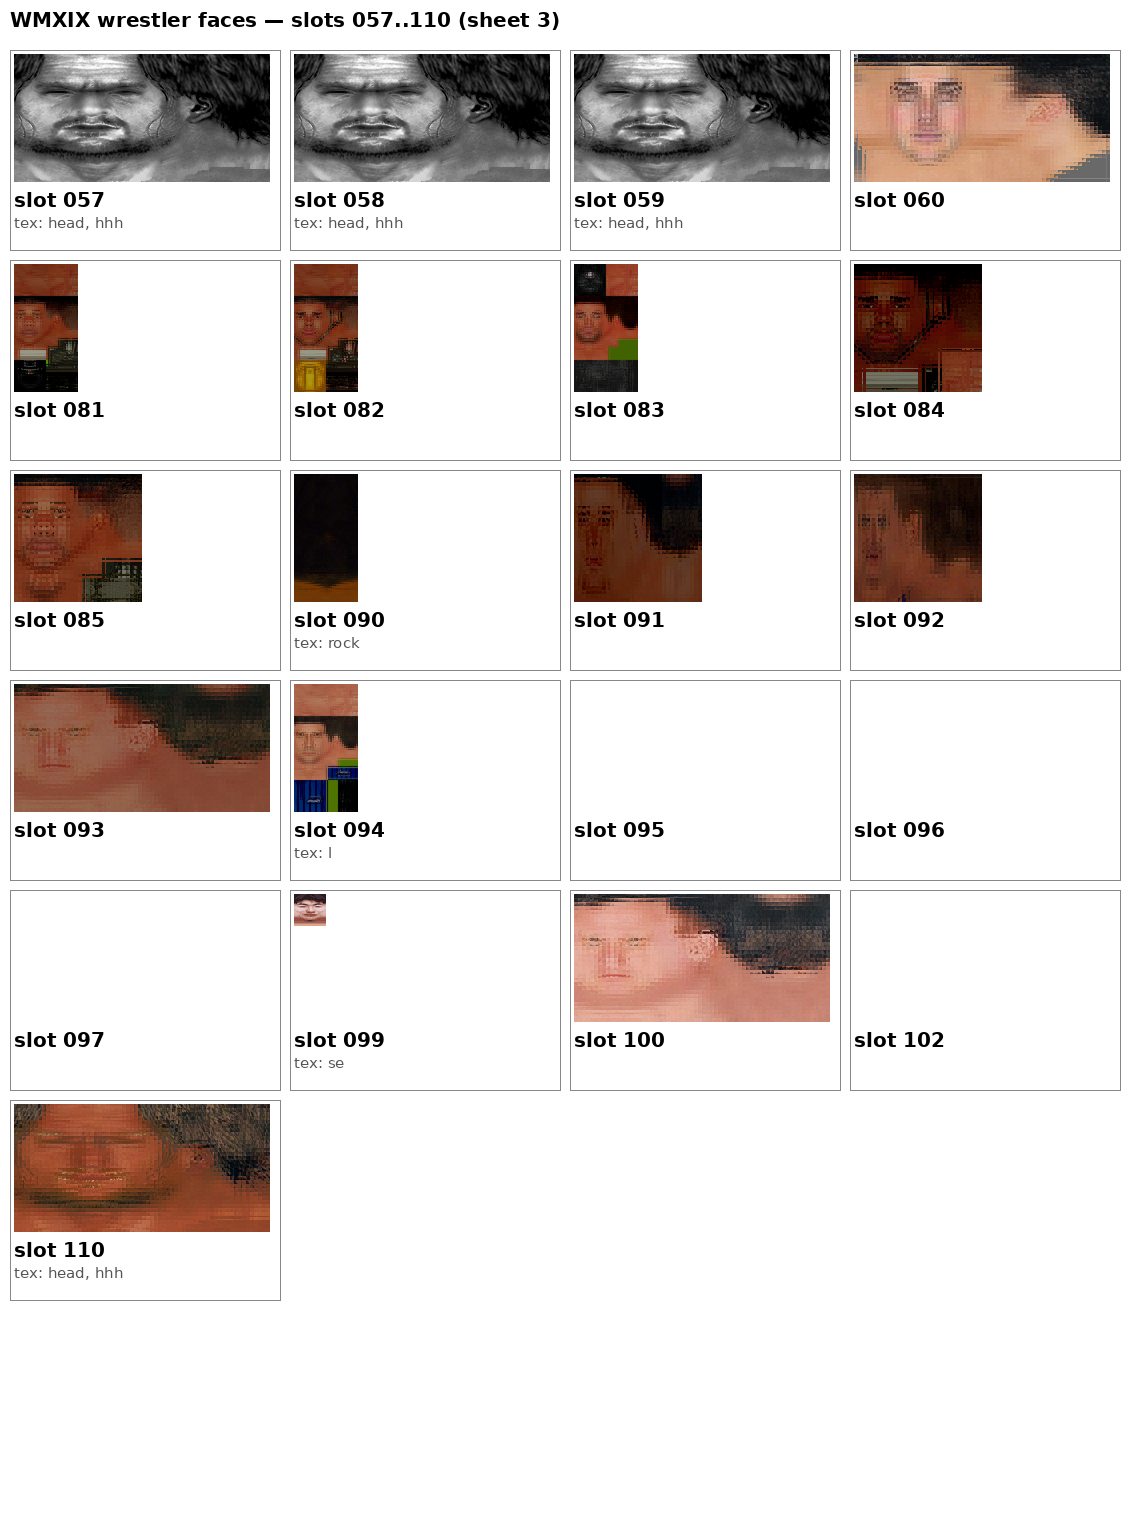 WMXIX wrestler faces — slots 057..110 (sheet 3)
slot 057
tex: head, hhh
slot 058
tex: head, hhh
slot 059
tex: head, hhh
slot 060
slot 081
slot 082
slot 083
slot 084
slot 085
slot 090
tex: rock
slot 091
slot 092
slot 093
slot 094
tex: l
slot 095
slot 096
slot 097
slot 099
tex: se
slot 100
slot 102
slot 110
tex: head, hhh